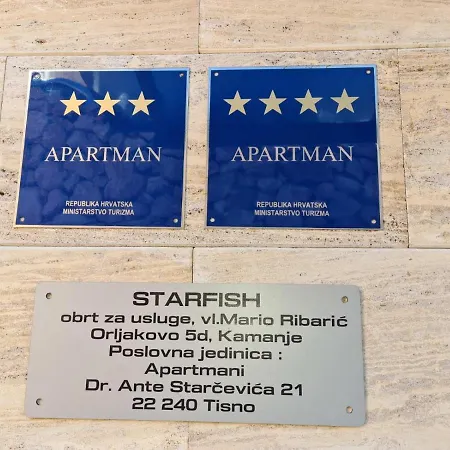 APARTMAN
REPUBLIKA HRVATSKA
MINISTARSTVO TURIZMA
APARTMAN
REPUBLIKA HRVATSKA
MINISTARSTVO TURIZMA
STARFISH
obrt za usluge, vl.Mario Ribarić
Orljakovo 5d, Kamanje
Poslovna jedinica :
Apartmani
Dr. Ante Starčevića 21
22 240 Tisno